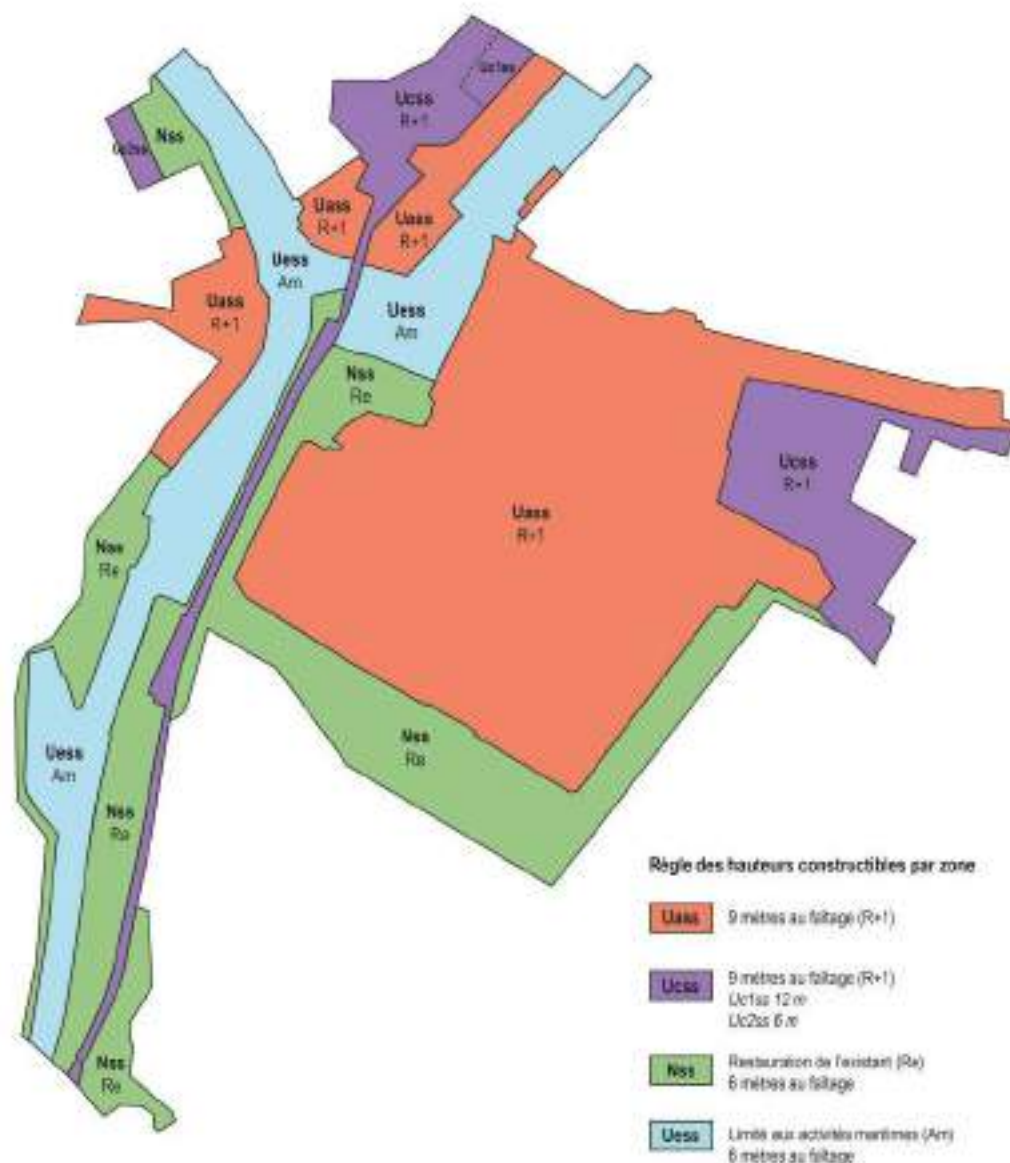 Uc1ss
Ucss
R+1
Nss
Uc2ss
Uass
R+1
Uass
R+1
Uess
Am
Uass
R+1
Uess
Am
Nss
Re
Ucss
R+1
Uass
R+1
Nss
Re
Uess
Am
Nss
Re
Nss
Re
Nss
Re
Règle des hauteurs constructibles par zone
Uass
9 mètres au faîtage (R+1)
Ucss
9 mètres au faîtage (R+1)
Uc1ss 12 m
Uc2ss 6 m
Nss
Restauration de l'existant (Re)
6 mètres au faîtage
Uess
Limité aux activités maritimes (Am)
6 mètres au faîtage